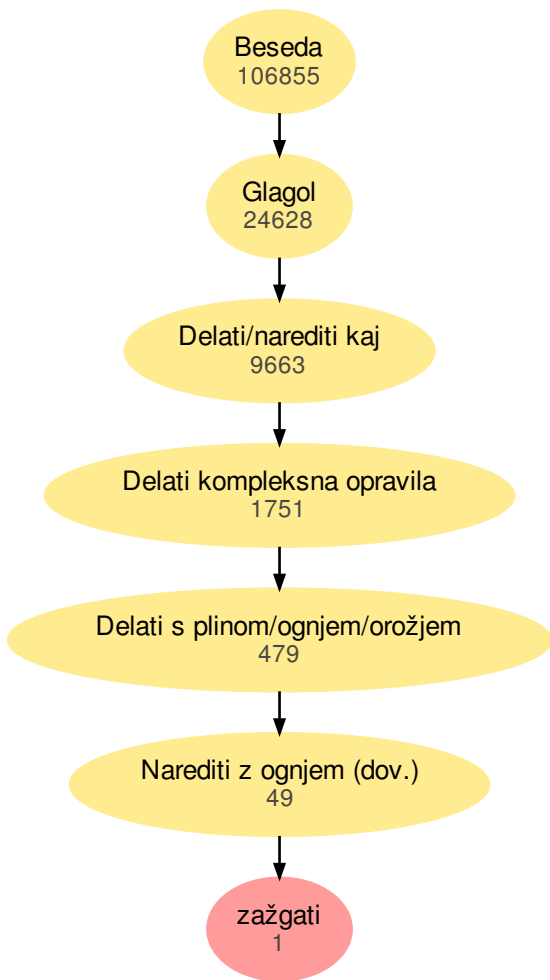 Beseda
106855
Glagol
24628
Delati/narediti kaj
9663
Delati kompleksna opravila
1751
Delati s plinom/ognjem/orožjem
479
Narediti z ognjem (dov.)
49
zažgati
1